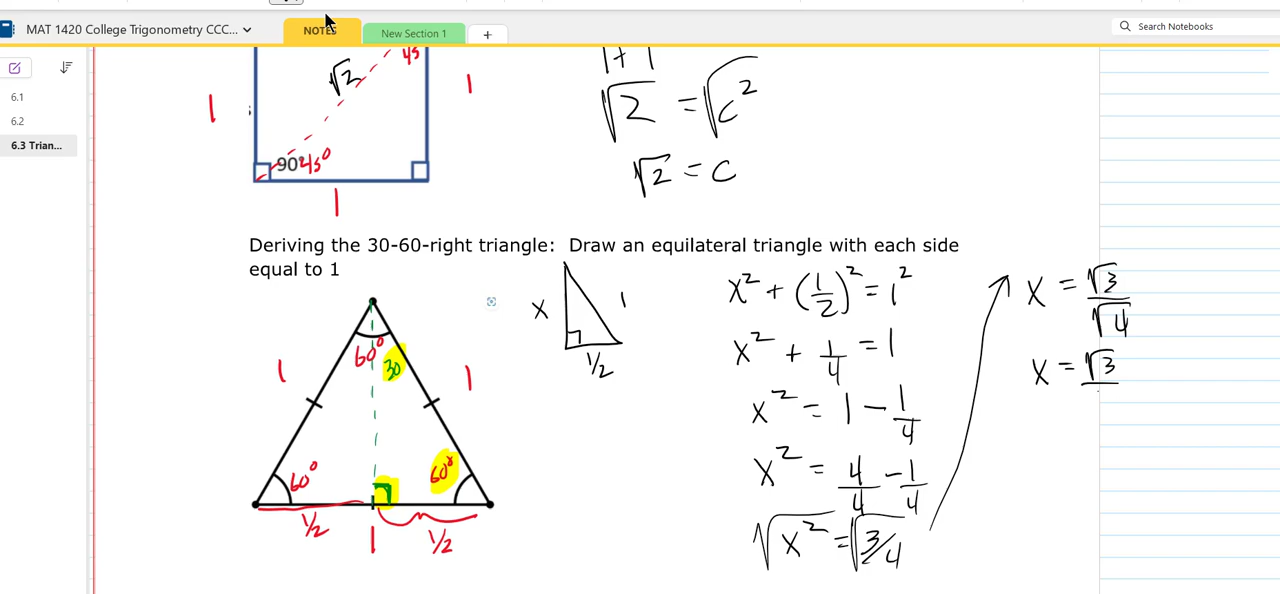 MAT 1420 College Trigonometry CCC...
NOTES
New Section 1
+
Search Notebooks
6.1
6.2
6.3 Trian...
1
√2
45
1
90°
45°
1
1 + 1
√2 = √c²
√2 = c
Deriving the 30-60-right triangle: Draw an equilateral triangle with each side
equal to 1
60°
30
1
1
60°
60°
1/2
1
1/2
x
1
1/2
x² + (1/2)² = 1²
x² + 1/4 = 1
x² = 1 - 1/4
x² = 4/4 - 1/4
√x² = √3/4
x = √3/√4
x = √3